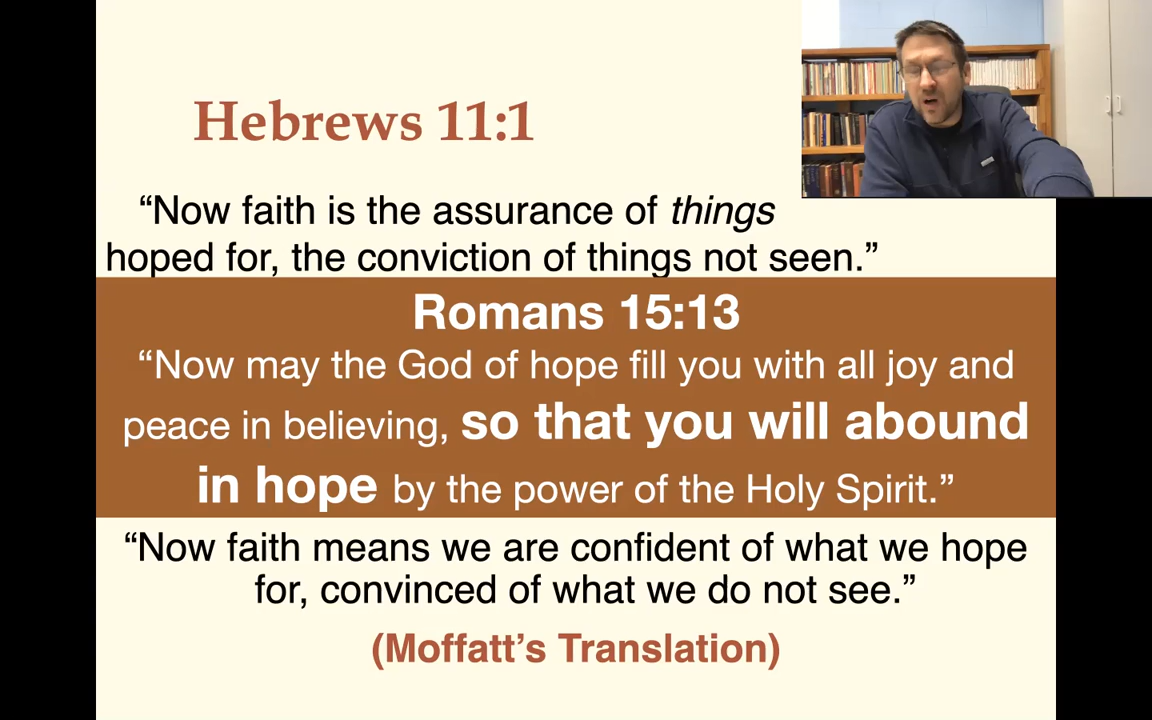 Hebrews 11:1
“Now faith is the assurance of things
hoped for, the conviction of things not seen.”
Romans 15:13
“Now may the God of hope fill you with all joy and
peace in believing, so that you will abound
in hope by the power of the Holy Spirit.”
“Now faith means we are confident of what we hope
for, convinced of what we do not see.”
(Moffatt’s Translation)